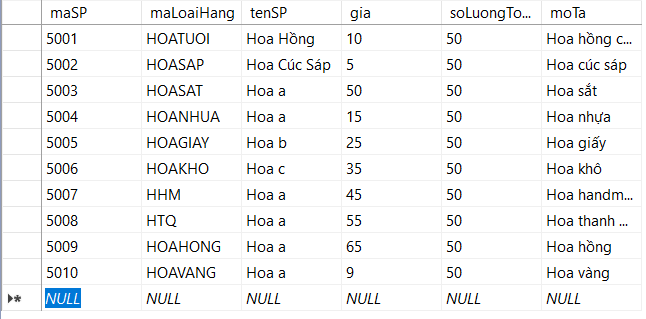 maSP maLoaiHang tenSP gia soLuongTo... moTa
5001 HOATUOI Hoa Hồng 10 50 Hoa hồng c...
5002 HOASAP Hoa Cúc Sáp 5 50 Hoa cúc sáp
5003 HOASAT Hoa a 50 50 Hoa sắt
5004 HOANHUA Hoa a 15 50 Hoa nhựa
5005 HOAGIAY Hoa b 25 50 Hoa giấy
5006 HOAKHO Hoa c 35 50 Hoa khô
5007 HHM Hoa a 45 50 Hoa handm...
5008 HTQ Hoa a 55 50 Hoa thanh ...
5009 HOAHONG Hoa a 65 50 Hoa hồng
5010 HOAVANG Hoa a 9 50 Hoa vàng
NULL NULL NULL NULL NULL NULL